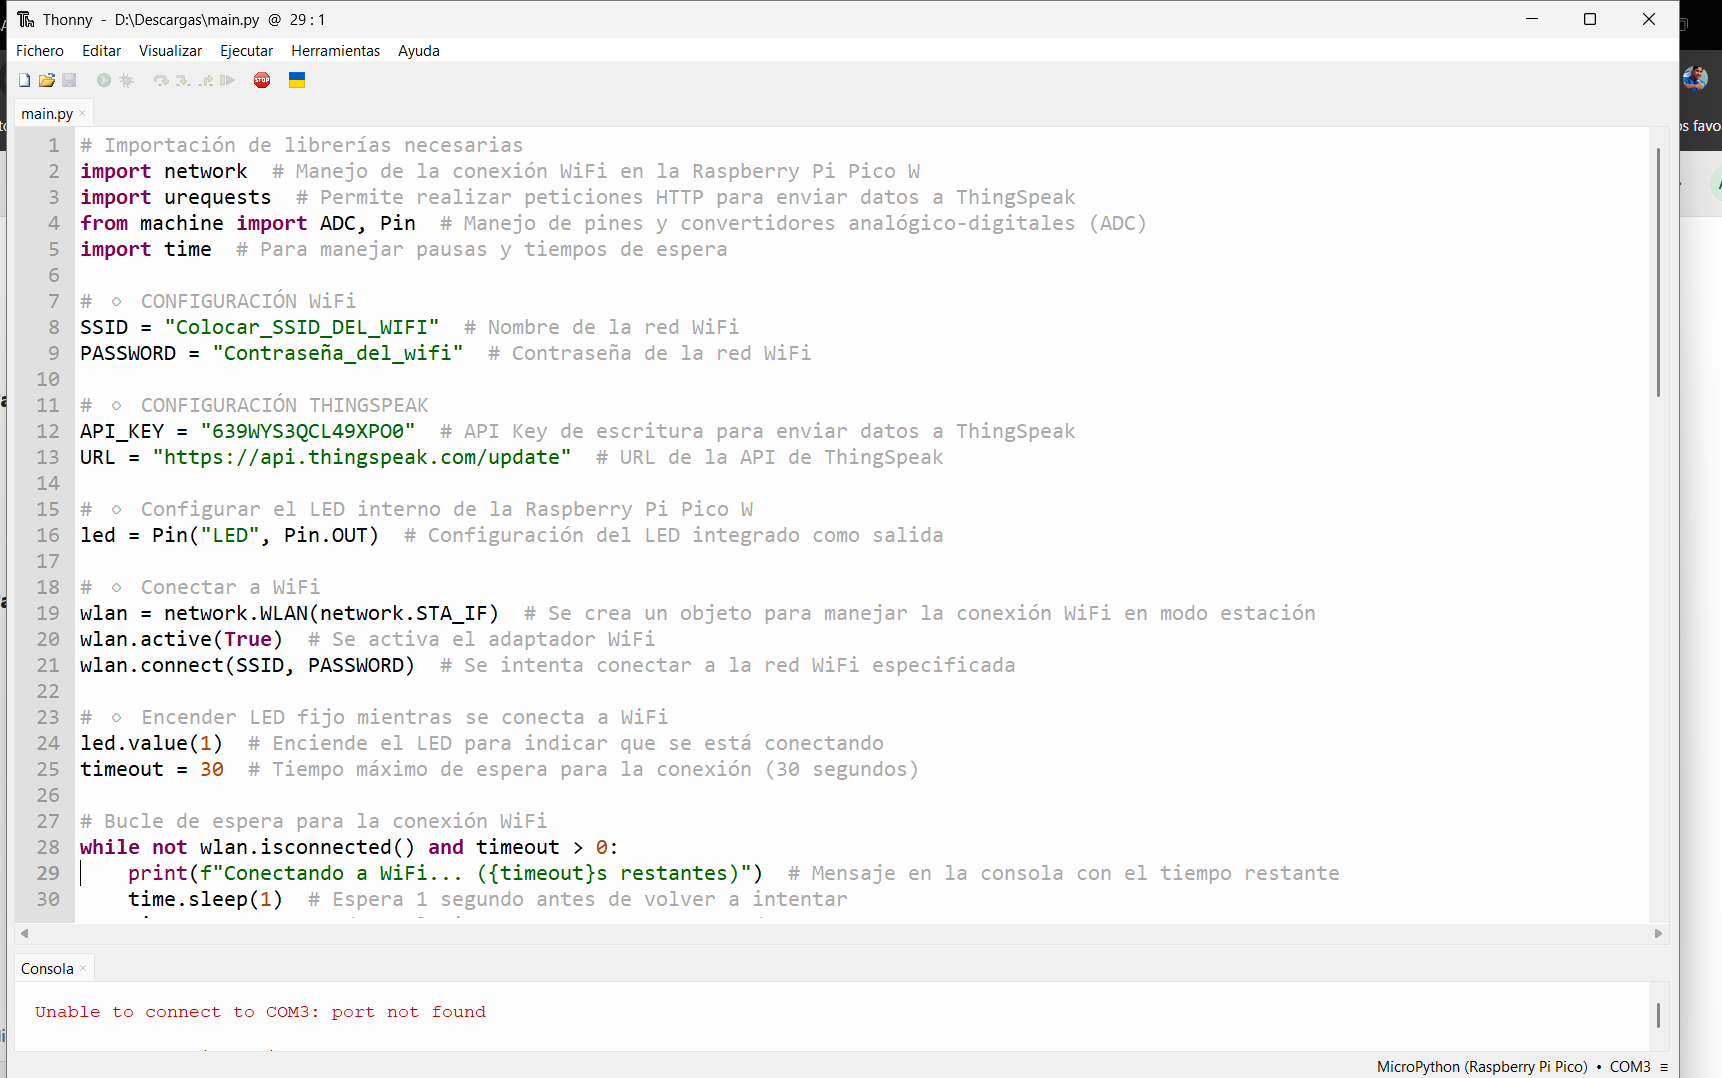 Thonny - D:\Descargas\main.py @ 29 : 1
Fichero Editar Visualizar Ejecutar Herramientas Ayuda
STOP
os favo
main.py
1 # Importación de librerías necesarias
2 import network # Manejo de la conexión WiFi en la Raspberry Pi Pico W
3 import urequests # Permite realizar peticiones HTTP para enviar datos a ThingSpeak
4 from machine import ADC, Pin # Manejo de pines y convertidores analógico-digitales (ADC)
5 import time # Para manejar pausas y tiempos de espera
6
7 # ⬦ CONFIGURACIÓN WiFi
8 SSID = "Colocar_SSID_DEL_WIFI" # Nombre de la red WiFi
9 PASSWORD = "Contraseña_del_wifi" # Contraseña de la red WiFi
10
11 # ⬦ CONFIGURACIÓN THINGSPEAK
12 API_KEY = "639WYS3QCL49XPO0" # API Key de escritura para enviar datos a ThingSpeak
13 URL = "https://api.thingspeak.com/update" # URL de la API de ThingSpeak
14
15 # ⬦ Configurar el LED interno de la Raspberry Pi Pico W
16 led = Pin("LED", Pin.OUT) # Configuración del LED integrado como salida
17
18 # ⬦ Conectar a WiFi
19 wlan = network.WLAN(network.STA_IF) # Se crea un objeto para manejar la conexión WiFi en modo estación
20 wlan.active(True) # Se activa el adaptador WiFi
21 wlan.connect(SSID, PASSWORD) # Se intenta conectar a la red WiFi especificada
22
23 # ⬦ Encender LED fijo mientras se conecta a WiFi
24 led.value(1) # Enciende el LED para indicar que se está conectando
25 timeout = 30 # Tiempo máximo de espera para la conexión (30 segundos)
26
27 # Bucle de espera para la conexión WiFi
28 while not wlan.isconnected() and timeout > 0:
29 print(f"Conectando a WiFi... ({timeout}s restantes)") # Mensaje en la consola con el tiempo restante
30 time.sleep(1) # Espera 1 segundo antes de volver a intentar
Consola
Unable to connect to COM3: port not found
MicroPython (Raspberry Pi Pico) • COM3 ≡